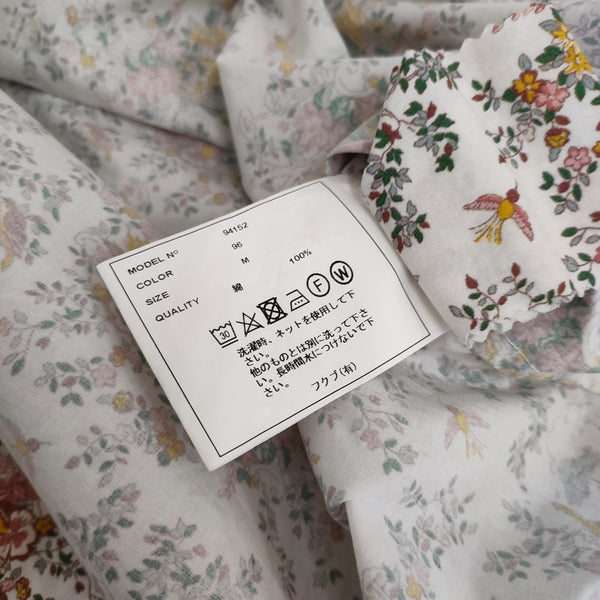 MODEL N° 94152
COLOR 96
SIZE M
QUALITY 綿 100%
30 F W
洗濯時、ネットを使用して下
さい。
他のものとは別に洗って下さ
い。長時間水につけないで下
さい。
フクブ(有)